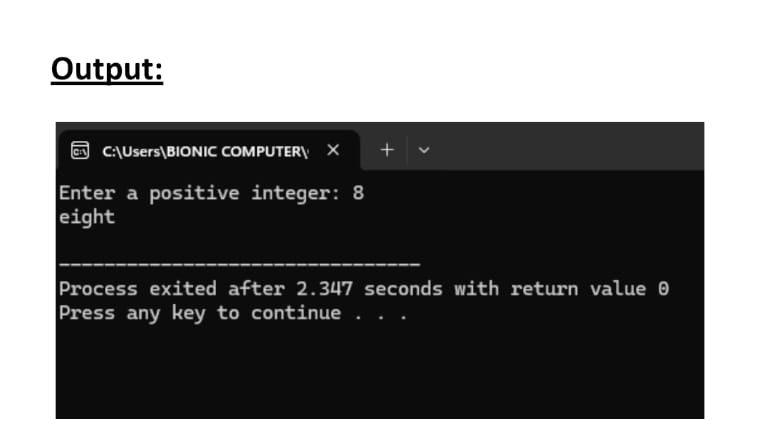 Output:
C:\Users\BIONIC COMPUTER\
Enter a positive integer: 8
eight
--------------------------------
Process exited after 2.347 seconds with return value 0
Press any key to continue . . .